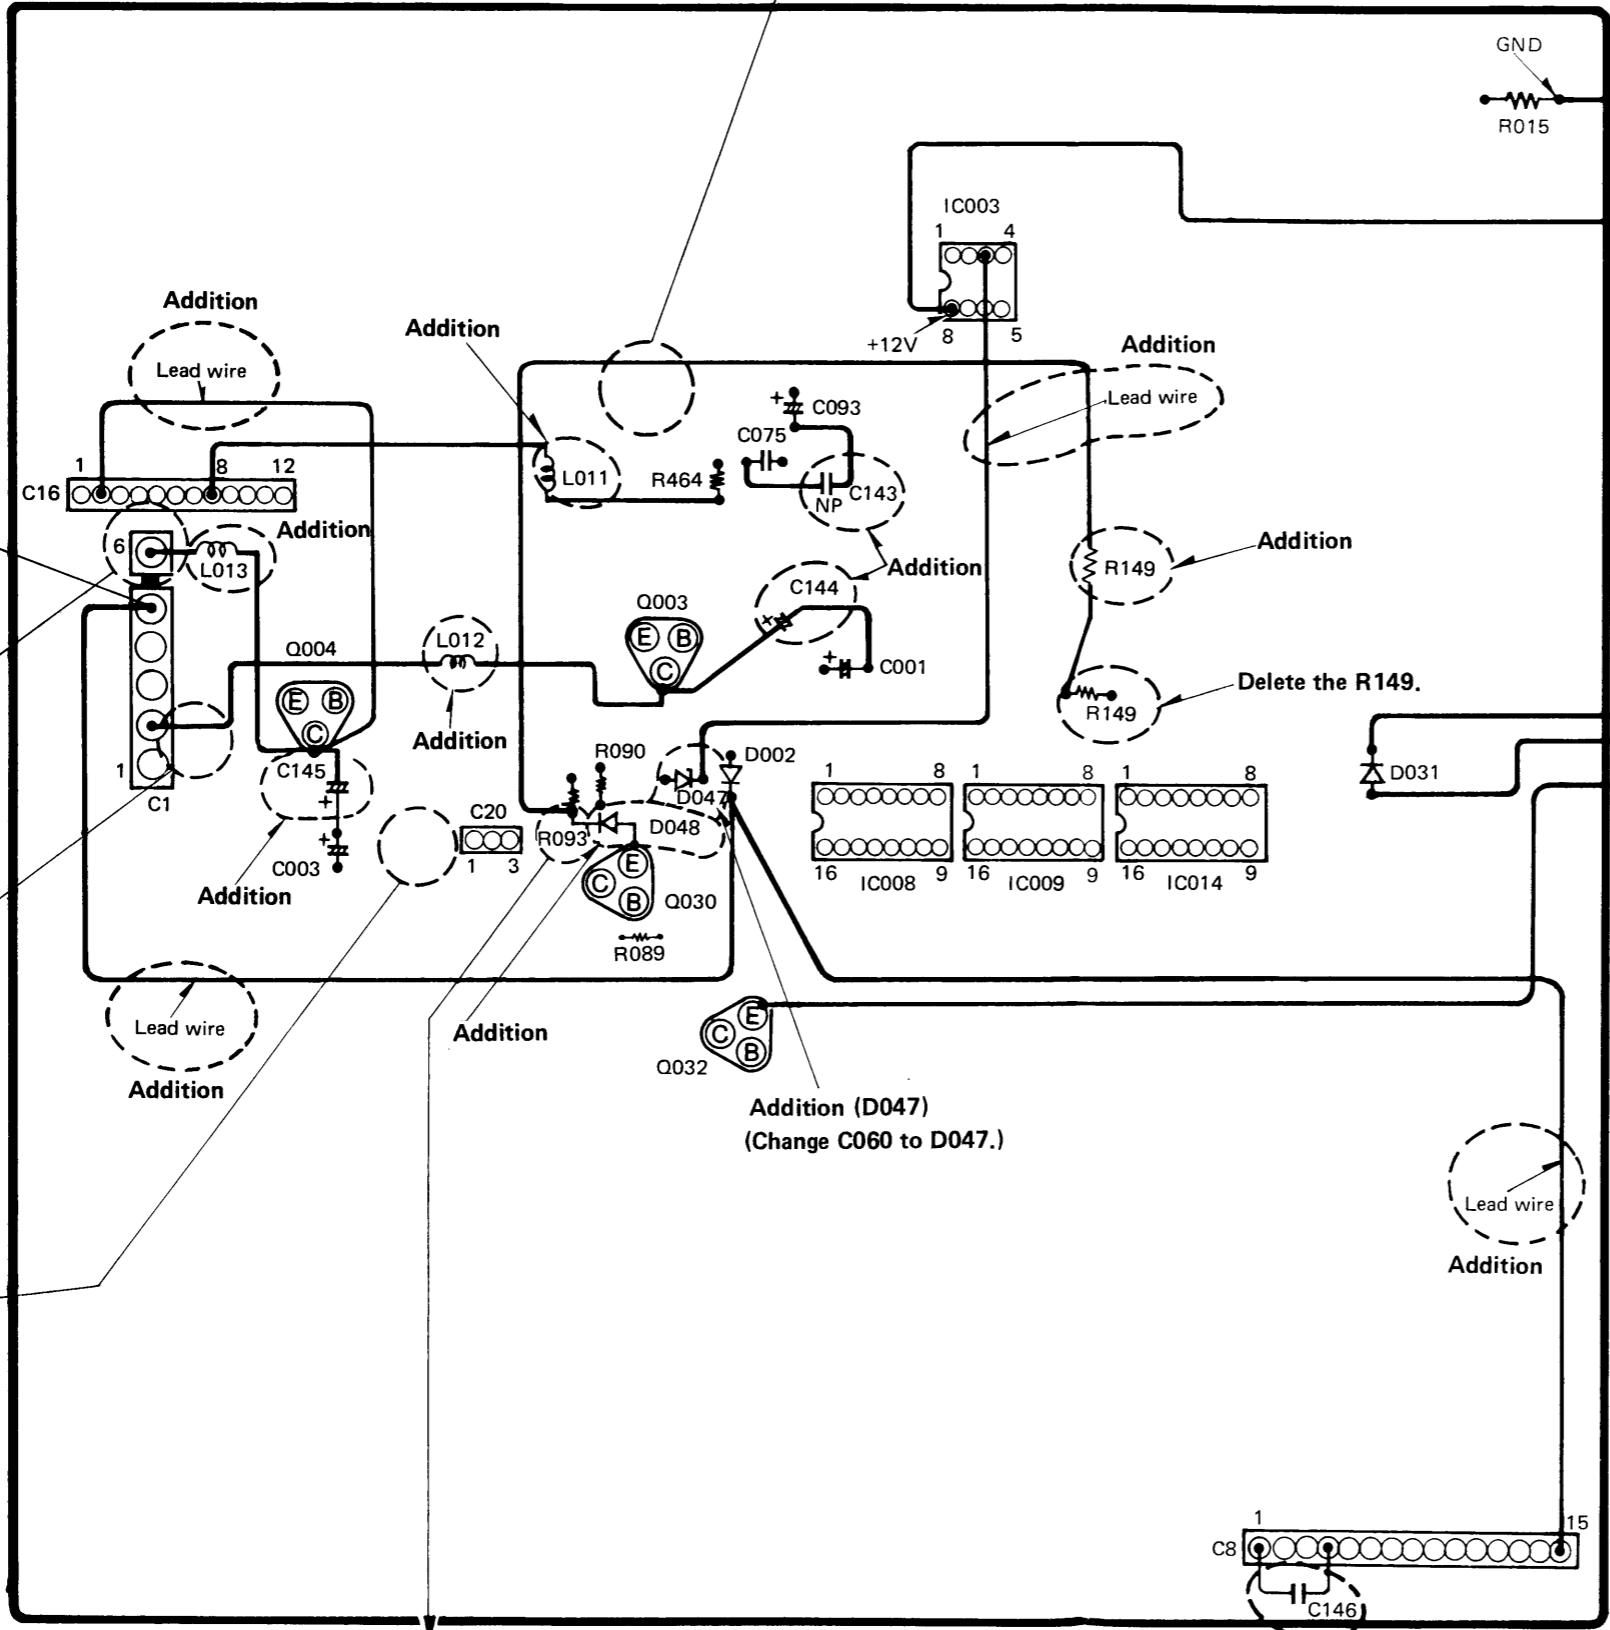 GND
R015
IC003
1 4
+12V 8 5
Addition
Lead wire
Addition
Addition
Lead wire
+ C093
C075
R464
NP C143
L011
1 8 12
C16
Addition
6
L013
Addition
Addition
R149
C144
+
Q003
E B
C
+ C001
L012
Q004
E B
C
Addition
Delete the R149.
R149
C145
+
+
C003
Addition
1
C1
R090
D002
D047
D048
R093
C20
1 3
E
C
B
Q030
R089
1 8
16 9
IC008
1 8
16 9
IC009
1 8
16 9
IC014
D031
Lead wire
Addition
Addition
E
C
B
Q032
Addition (D047)
(Change C060 to D047.)
Lead wire
Addition
1 15
C8
C146